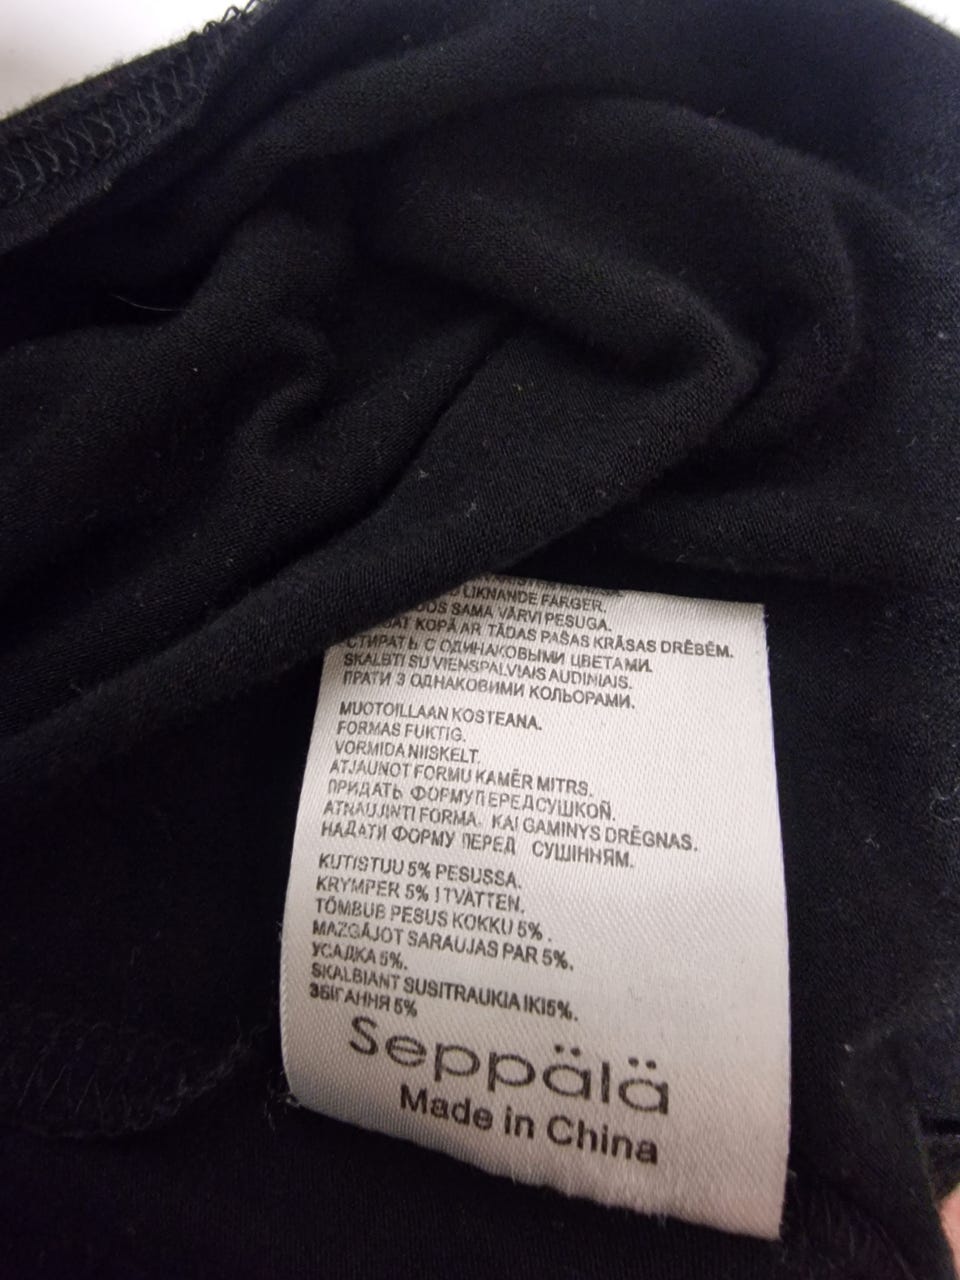 LIKNANDE FÄRGER.
KOOS SAMA VÄRVI PESUGA.
KOPĀ AR TĀDAS PAŠAS KRĀSAS DRĒBĒM.
СТИРАТЬ С ОДИНАКОВЫМИ ЦВЕТАМИ.
SKALBTI SU VIENSPALVIAIS AUDINIAIS.
ПРАТИ З ОДНАКОВИМИ КОЛЬОРАМИ.
MUOTOILLAAN KOSTEANA.
FORMAS FUKTIG.
VORMIDA NIISKELT.
ATJAUNOT FORMU KAMĒR MITRS.
ПРИДАТЬ ФОРМУ ПЕРЕД СУШКОЙ.
ATNAUJINTI FORMA, KAI GAMINYS DRĖGNAS.
НАДАТИ ФОРМУ ПЕРЕД СУШІННЯМ.
KUTISTUU 5% PESUSSA.
KRYMPER 5% I TVÄTTEN.
TÕMBUB PESUS KOKKU 5%.
MAZGĀJOT SARAUJAS PAR 5%.
УСАДКА 5%.
SKALBIANT SUSITRAUKIA IKI5%.
ЗБІГАННЯ 5%
Seppälä
Made in China